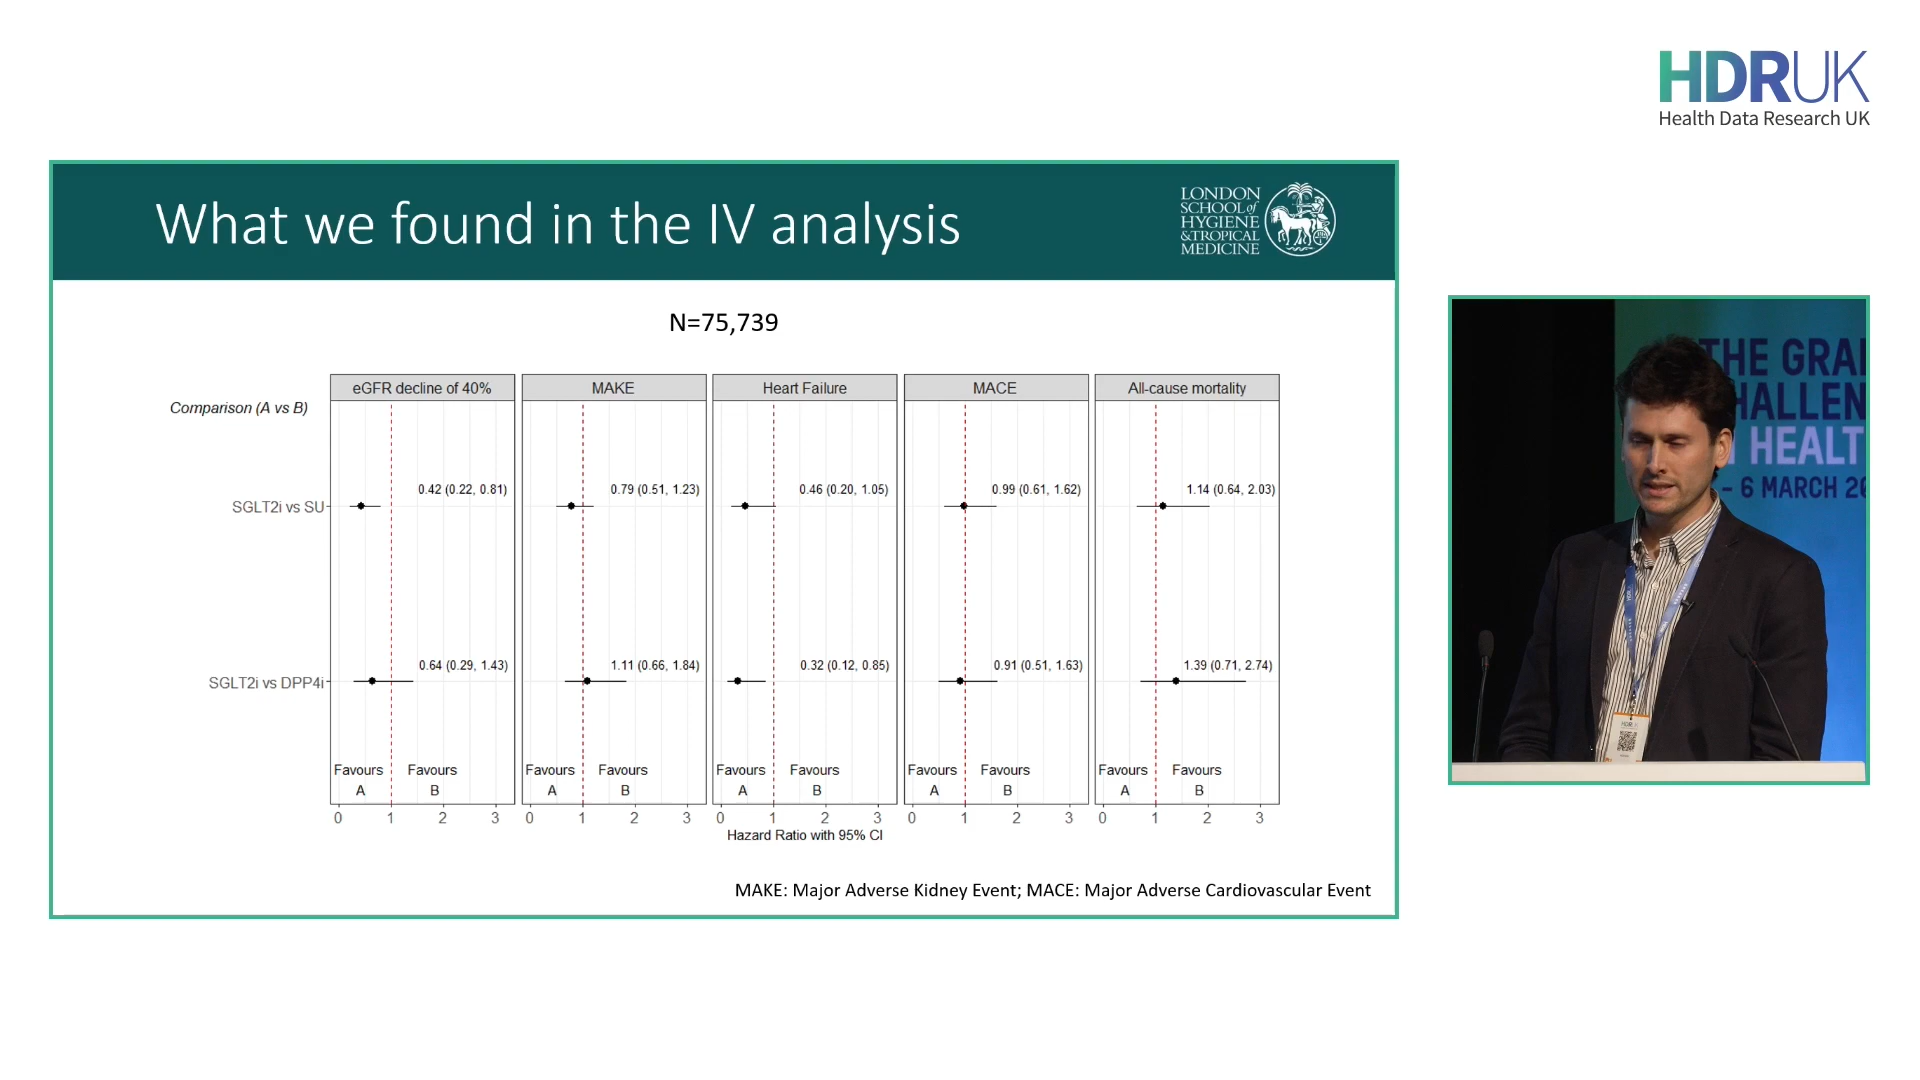 HDRUK
Health Data Research UK
What we found in the IV analysis
LONDON
SCHOOL of
HYGIENE
&TROPICAL
MEDICINE
N=75,739
Comparison (A vs B)
eGFR decline of 40%
MAKE
Heart Failure
MACE
All-cause mortality
SGLT2i vs SU
0.42 (0.22, 0.81)
0.79 (0.51, 1.23)
0.46 (0.20, 1.05)
0.99 (0.61, 1.62)
1.14 (0.64, 2.03)
SGLT2i vs DPP4i
0.64 (0.29, 1.43)
1.11 (0.66, 1.84)
0.32 (0.12, 0.85)
0.91 (0.51, 1.63)
1.39 (0.71, 2.74)
Favours A Favours B
Favours A Favours B
Favours A Favours B
Favours A Favours B
Favours A Favours B
0 1 2 3
0 1 2 3
0 1 2 3
0 1 2 3
0 1 2 3
Hazard Ratio with 95% CI
MAKE: Major Adverse Kidney Event; MACE: Major Adverse Cardiovascular Event
THE GRA
HALLEN
HEALT
- 6 MARCH 20
HDR